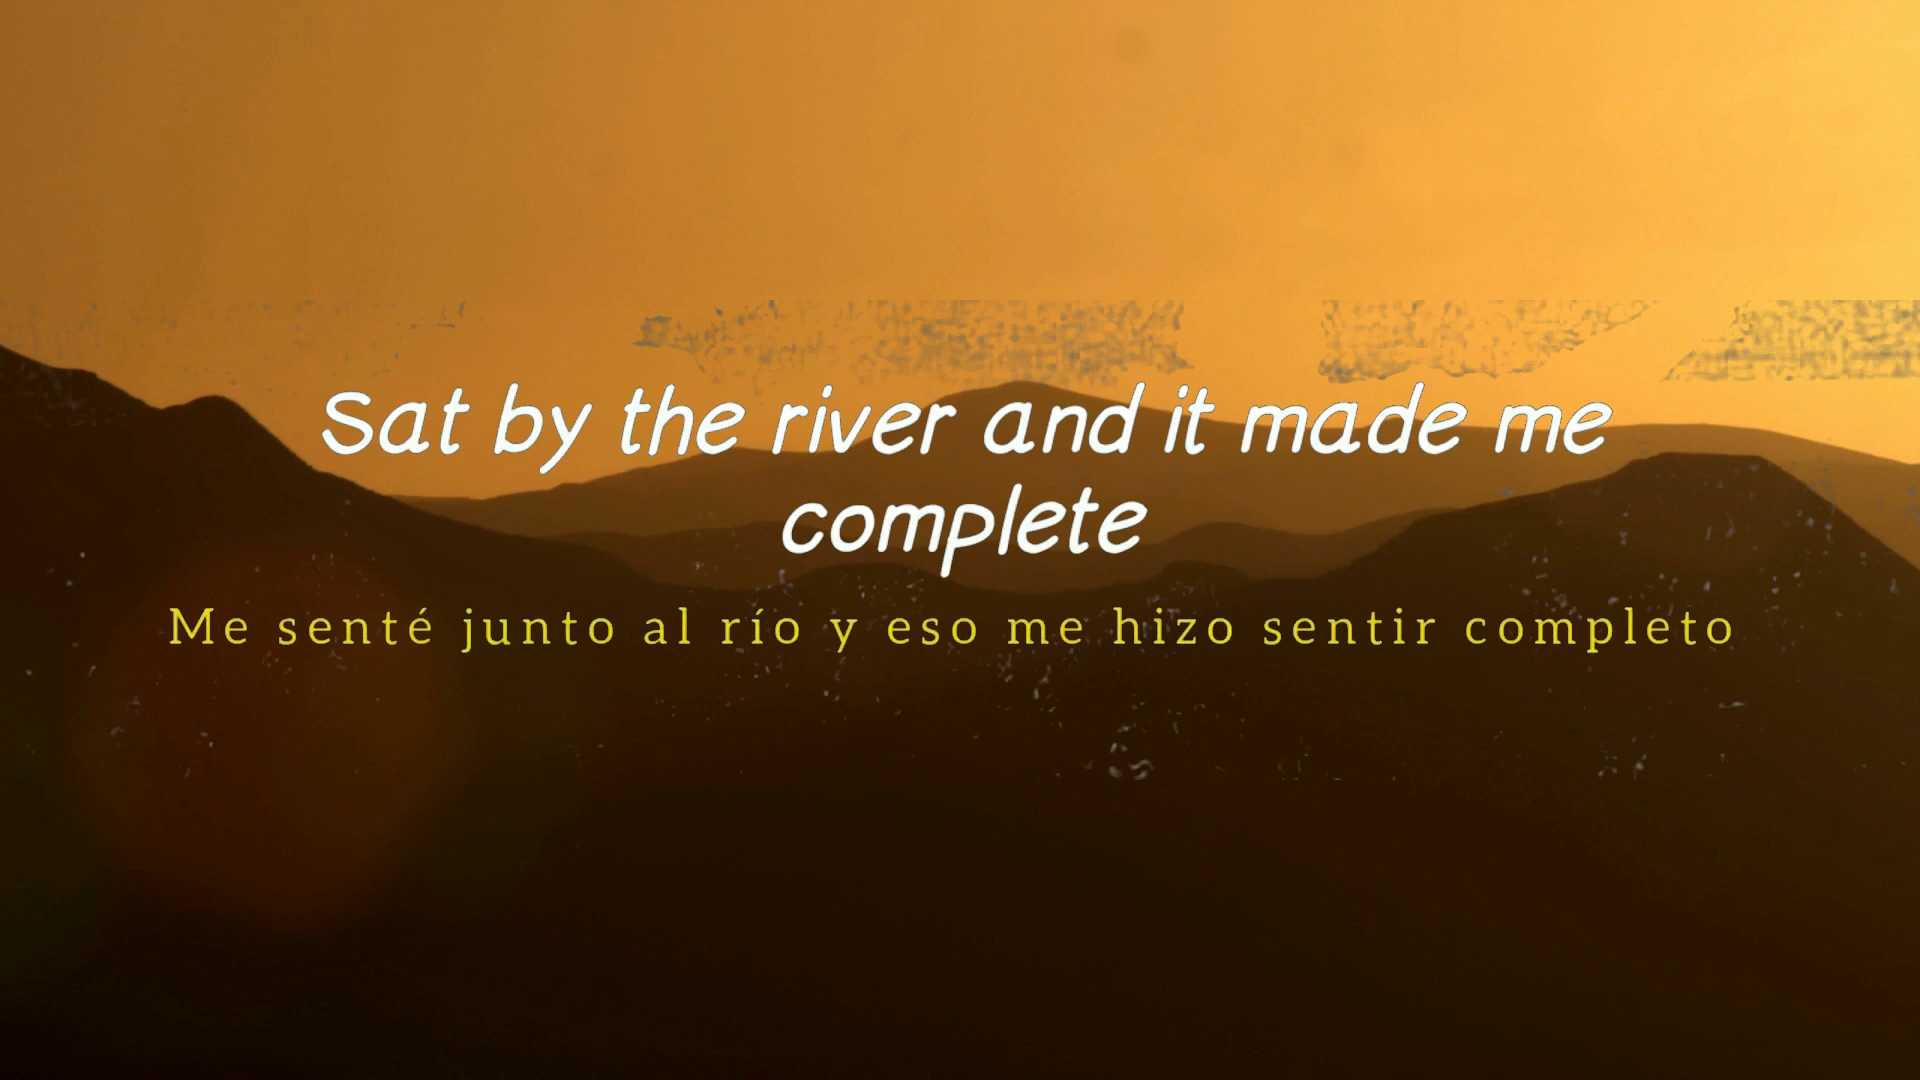 Sat by the river and it made me
complete
Me senté junto al río y eso me hizo sentir completo